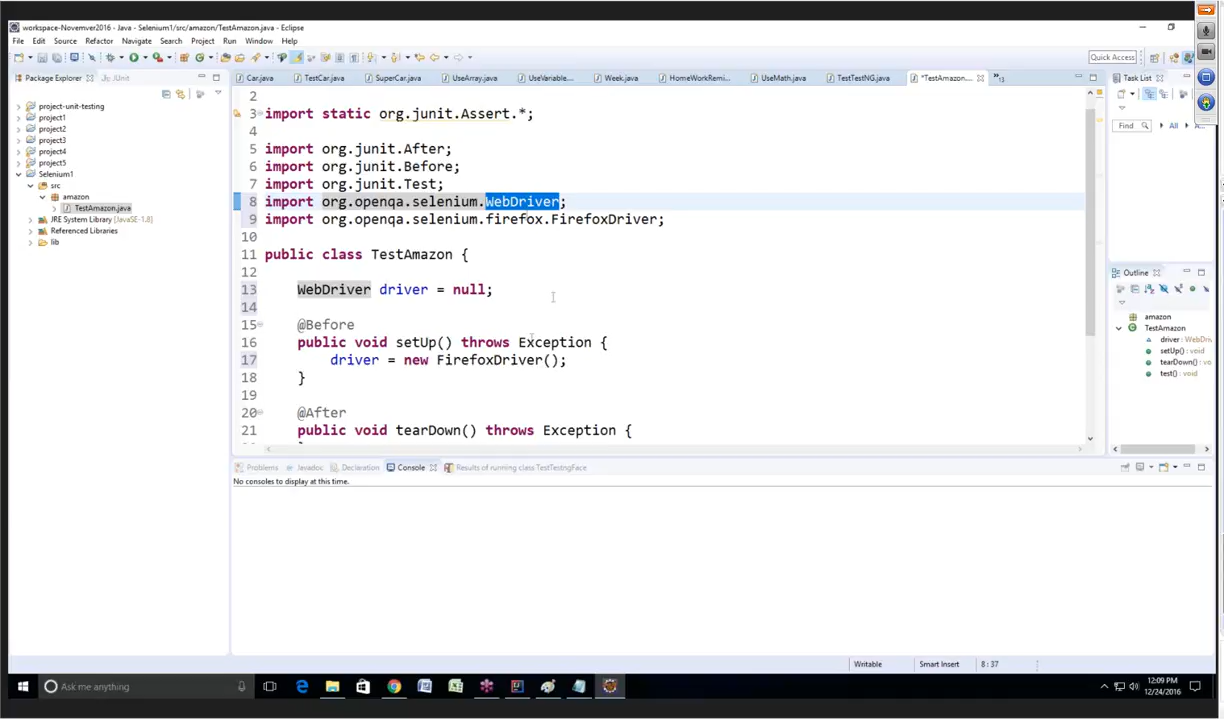 workspace-Novemver2016 - Java - Selenium1/src/amazon/TestAmazon.java - Eclipse
File Edit Source Refactor Navigate Search Project Run Window Help
Quick Access
Package Explorer
JUnit
Car.java
TestCar.java
SuperCar.java
UseArray.java
UseVariable...
Week.java
HomeWorkRemi...
UseMath.java
TestTestNG.java
*TestAmazon....
Task List
project-unit-testing
project1
project2
project3
project4
project5
Selenium1
src
amazon
TestAmazon.java
JRE System Library [JavaSE-1.8]
Referenced Libraries
lib
2
3 import static org.junit.Assert.*;
4
5 import org.junit.After;
6 import org.junit.Before;
7 import org.junit.Test;
8 import org.openqa.selenium.WebDriver;
9 import org.openqa.selenium.firefox.FirefoxDriver;
10
11 public class TestAmazon {
12
13 WebDriver driver = null;
14
15 @Before
16 public void setUp() throws Exception {
17 driver = new FirefoxDriver();
18 }
19
20 @After
21 public void tearDown() throws Exception {
Find
All
Outline
amazon
TestAmazon
driver : WebDri
setUp() : void
tearDown() : vo
test() : void
Problems
Javadoc
Declaration
Console
Results of running class TestTestngFace
No consoles to display at this time.
Writable
Smart Insert
8 : 37
Ask me anything
12:09 PM
12/24/2016